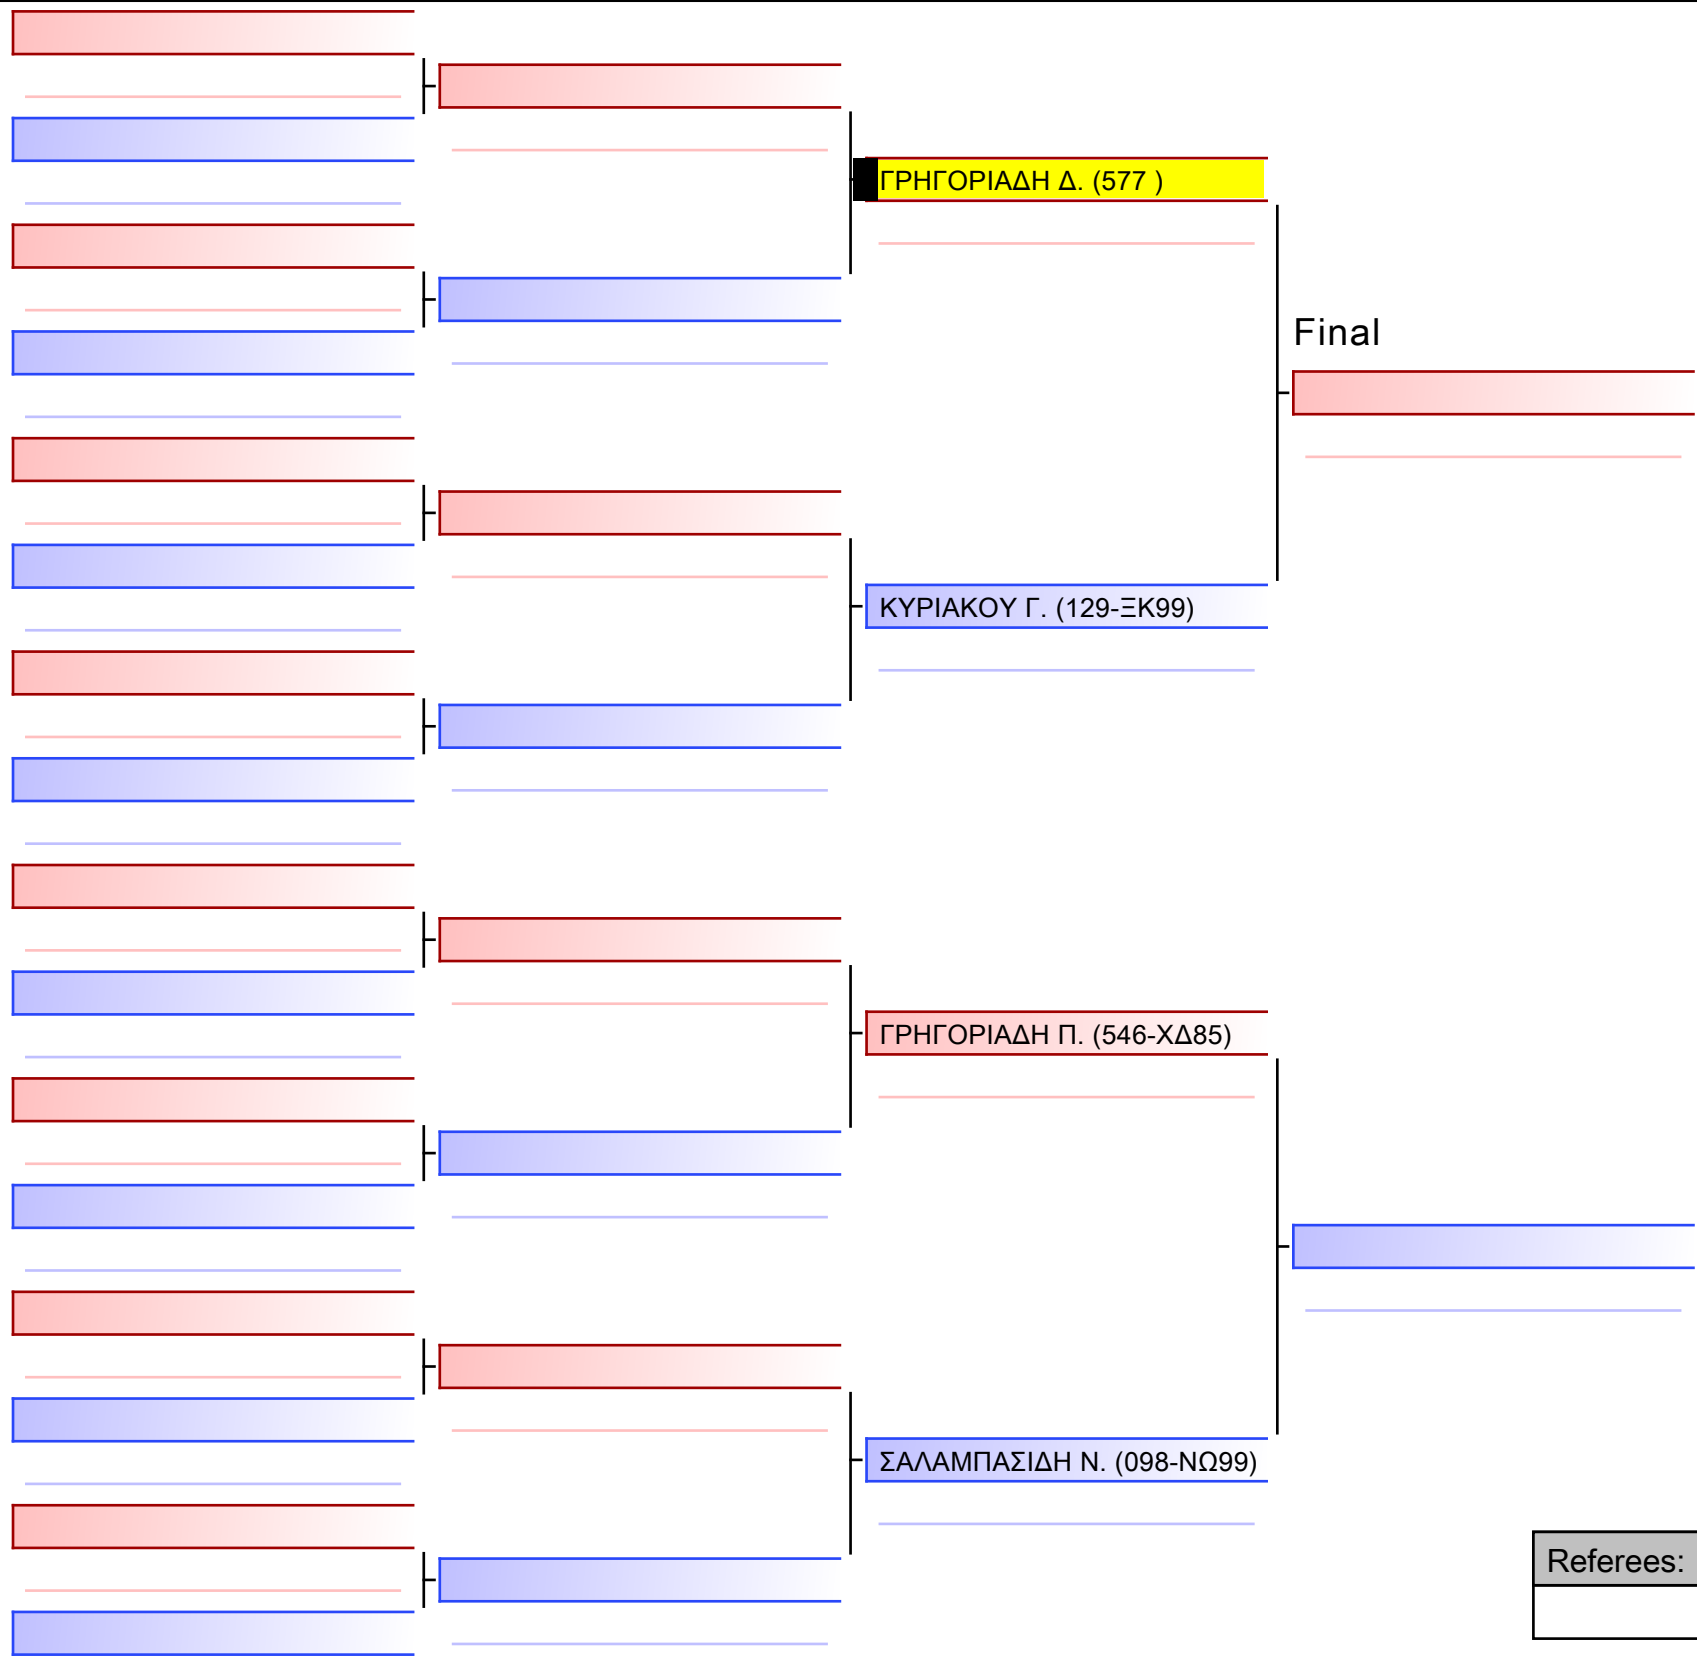 ΓΡΗΓΟΡΙΑΔΗ Δ. (577 )
Final
ΚΥΡΙΑΚΟΥ Γ. (129-ΞΚ99)
ΓΡΗΓΟΡΙΑΔΗ Π. (546-ΧΔ85)
ΣΑΛΑΜΠΑΣΙΔΗ Ν. (098-ΝΩ99)
Referees: